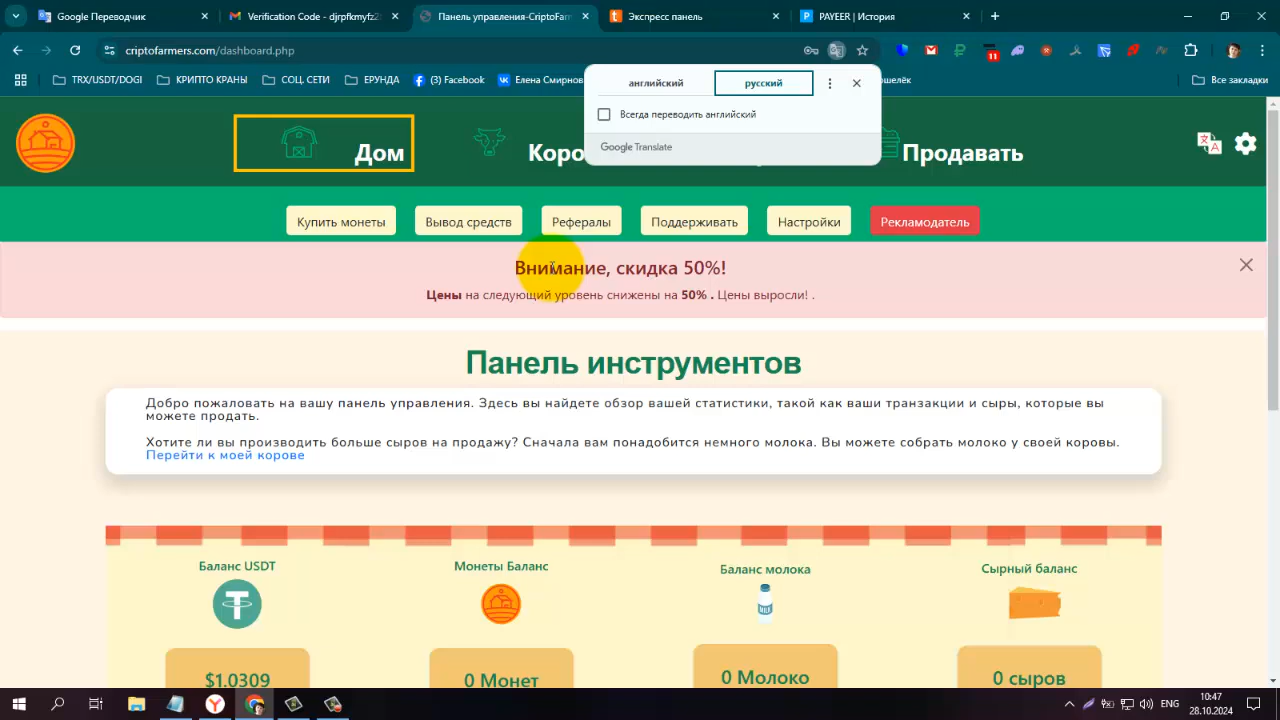 Google Переводчик
Verification Code - djrpfkmyfz2
Панель управления-CriptoFarm
Экспресс панель
PAYEER | История
criptofarmers.com/dashboard.php
11
TRX/USDT/DOGI
КРИПТО КРАНЫ
СОЦ. СЕТИ
ЕРУНДА
(3) Facebook
Елена Смирнов
шелёк
Все закладки
английский
русский
Всегда переводить английский
Google Translate
Дом
Коро
Продавать
Купить монеты
Вывод средств
Рефералы
Поддерживать
Настройки
Рекламодатель
Внимание, скидка 50%!
Цены на следующий уровень снижены на 50% . Цены выросли! .
Панель инструментов
Добро пожаловать на вашу панель управления. Здесь вы найдете обзор вашей статистики, такой как ваши транзакции и сыры, которые вы
можете продать.
Хотите ли вы производить больше сыров на продажу? Сначала вам понадобится немного молока. Вы можете собрать молоко у своей коровы.
Перейти к моей корове
Баланс USDT
Монеты Баланс
Баланс молока
Сырный баланс
$1.0309
0 Монет
0 Молоко
0 сыров
ENG
10:47
28.10.2024